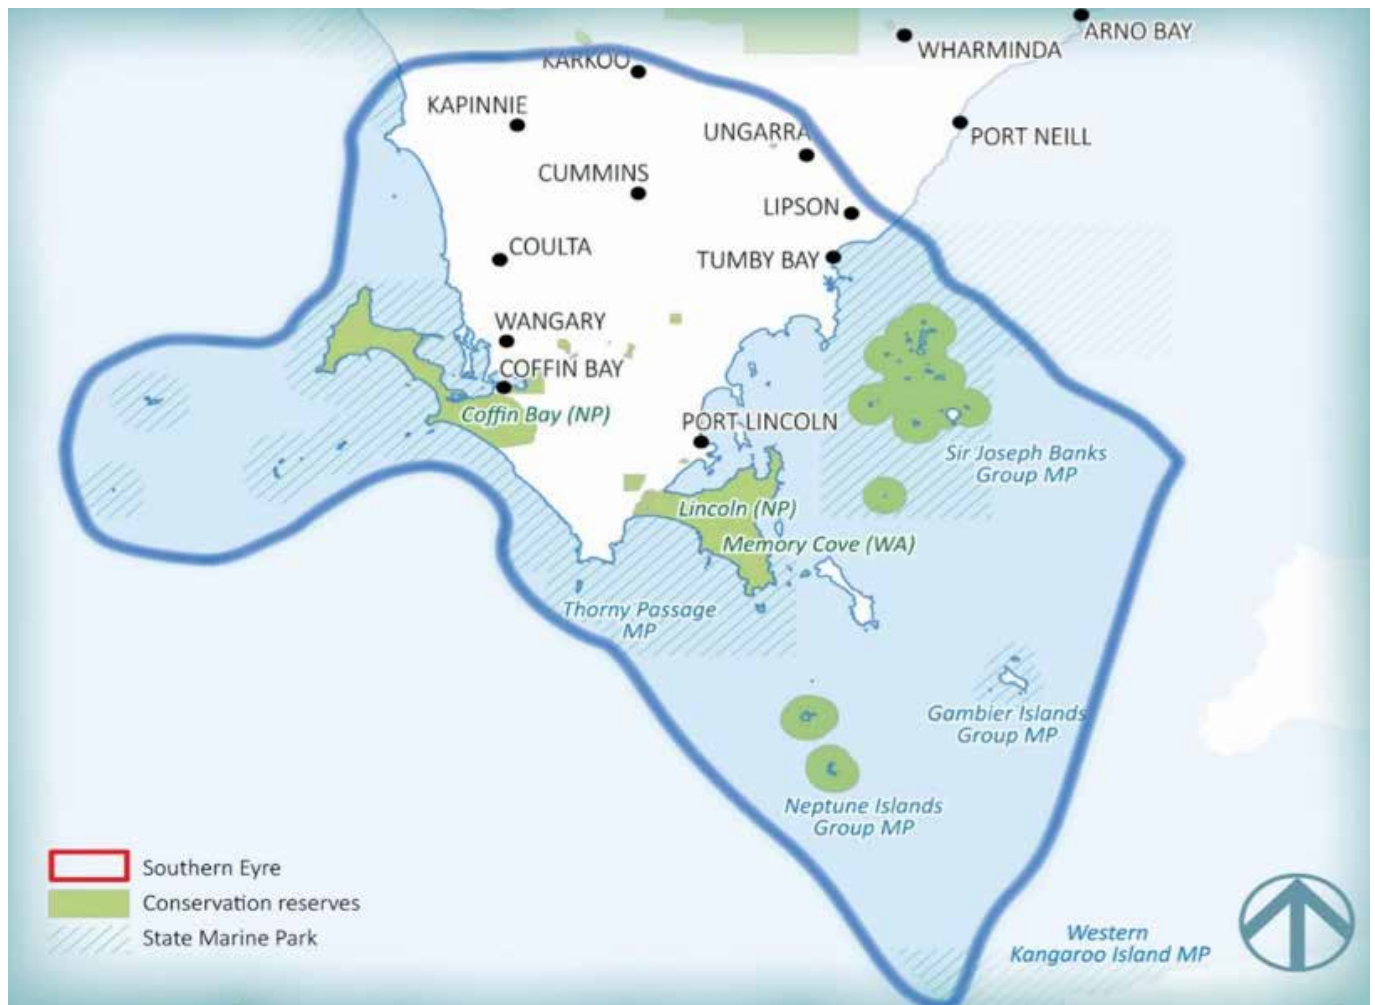 ARNO BAY
WHARMINDA
KARKOO
KAPINNIE
UNGARRA
PORT NEILL
CUMMINS
LIPSON
COULTA
TUMBY BAY
WANGARY
COFFIN BAY
Coffin Bay (NP)
PORT LINCOLN
Sir Joseph Banks
Group MP
Lincoln (NP)
Memory Cove (WA)
Thorny Passage
MP
Gambier Islands
Group MP
Neptune Islands
Group MP
Southern Eyre
Conservation reserves
State Marine Park
Western
Kangaroo Island MP